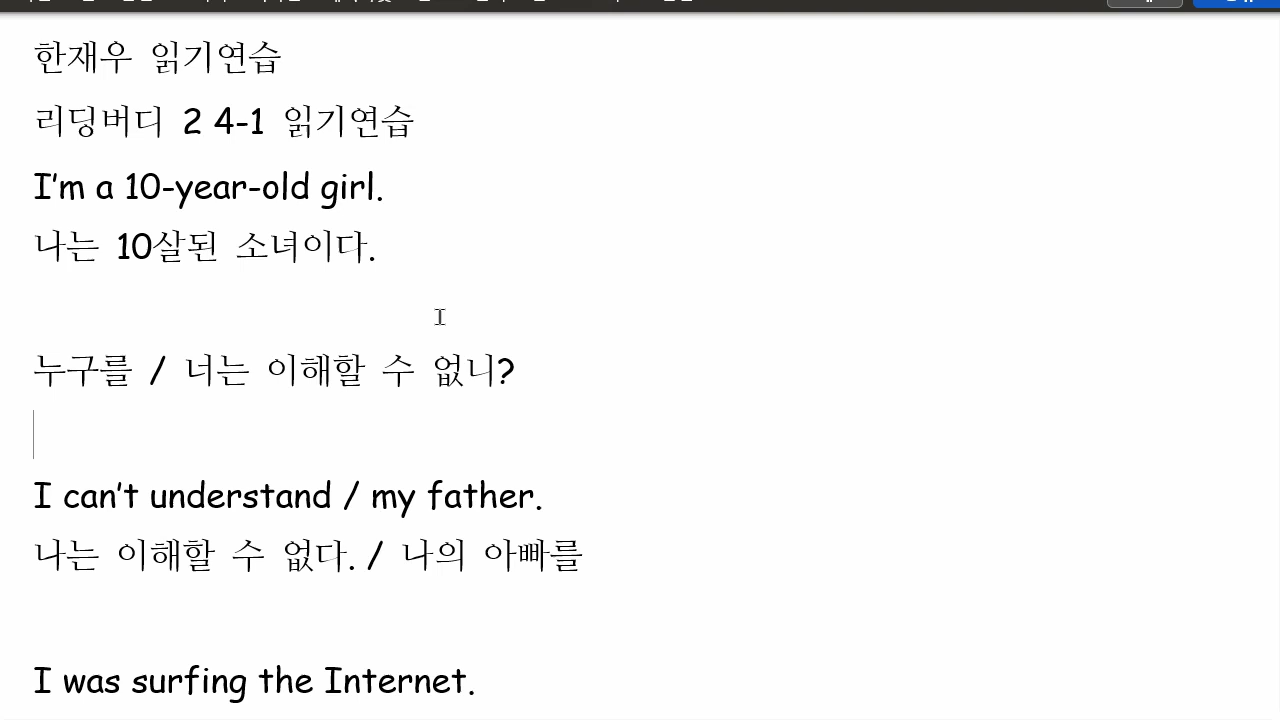 한재우 읽기연습
리딩버디 2 4-1 읽기연습
I'm a 10-year-old girl.
나는 10살된 소녀이다.
누구를 / 너는 이해할 수 없니?
I can't understand / my father.
나는 이해할 수 없다. / 나의 아빠를
I was surfing the Internet.